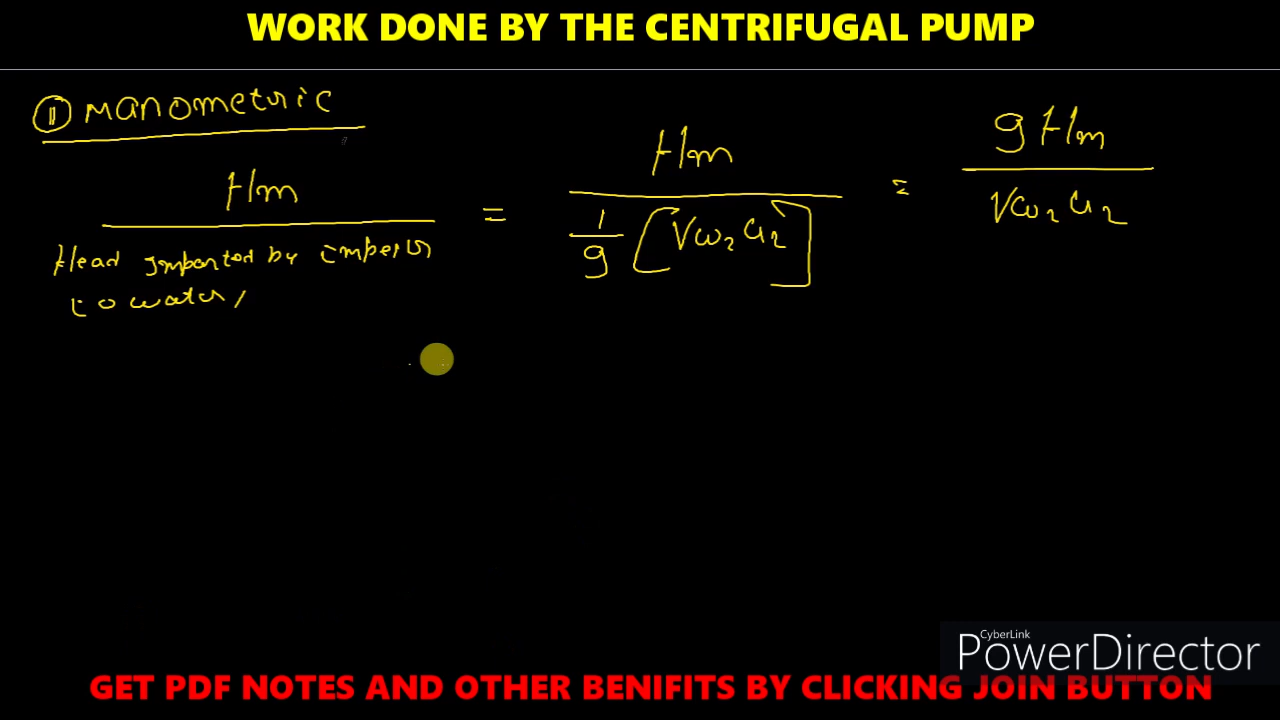 WORK DONE BY THE CENTRIFUGAL PUMP
① Manometric
Hm / Head imparted by impeller to water = Hm / (1/g [Vw₂ u₂]) = g Hm / Vw₂ u₂
CyberLink
PowerDirector
GET PDF NOTES AND OTHER BENIFITS BY CLICKING JOIN BUTTON